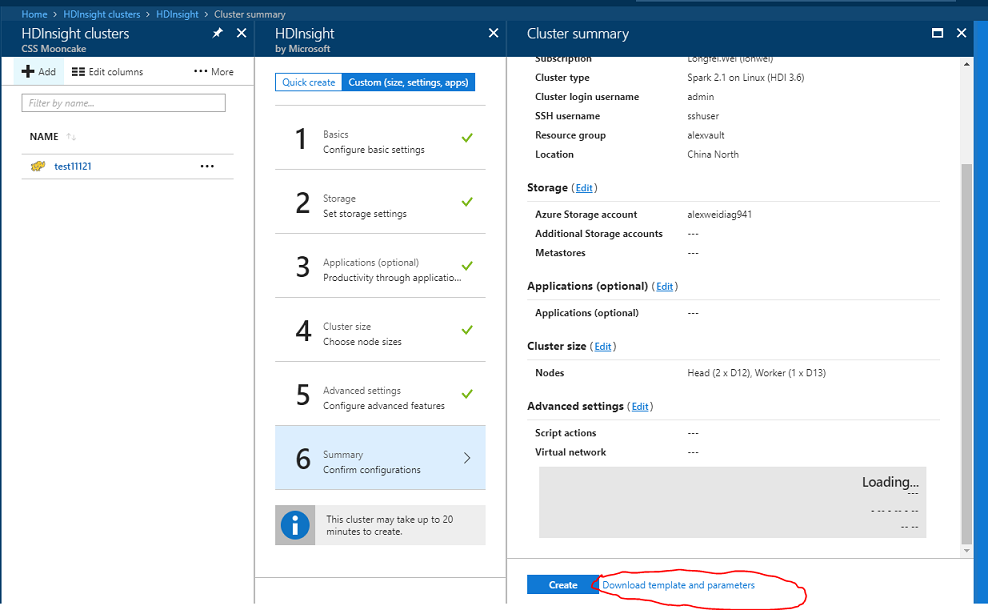 Home > HDInsight clusters > HDInsight > Cluster summary
HDInsight clusters
CSS Mooncake
Add
Edit columns
More
Filter by name...
NAME
test11121
HDInsight
by Microsoft
Quick create
Custom (size, settings, apps)
1
Basics
Configure basic settings
2
Storage
Set storage settings
3
Applications (optional)
Productivity through applicatio...
4
Cluster size
Choose node sizes
5
Advanced settings
Configure advanced features
6
Summary
Confirm configurations
This cluster may take up to 20
minutes to create.
Cluster summary
Subscription Longfei.Wei (lonwei)
Cluster type Spark 2.1 on Linux (HDI 3.6)
Cluster login username admin
SSH username sshuser
Resource group alexvault
Location China North
Storage (Edit)
Azure Storage account alexweidiag941
Additional Storage accounts ---
Metastores ---
Applications (optional) (Edit)
Applications (optional) ---
Cluster size (Edit)
Nodes Head (2 x D12), Worker (1 x D13)
Advanced settings (Edit)
Script actions ---
Virtual network ---
Loading...
---
- -- - -- - --
-- --
Create
Download template and parameters